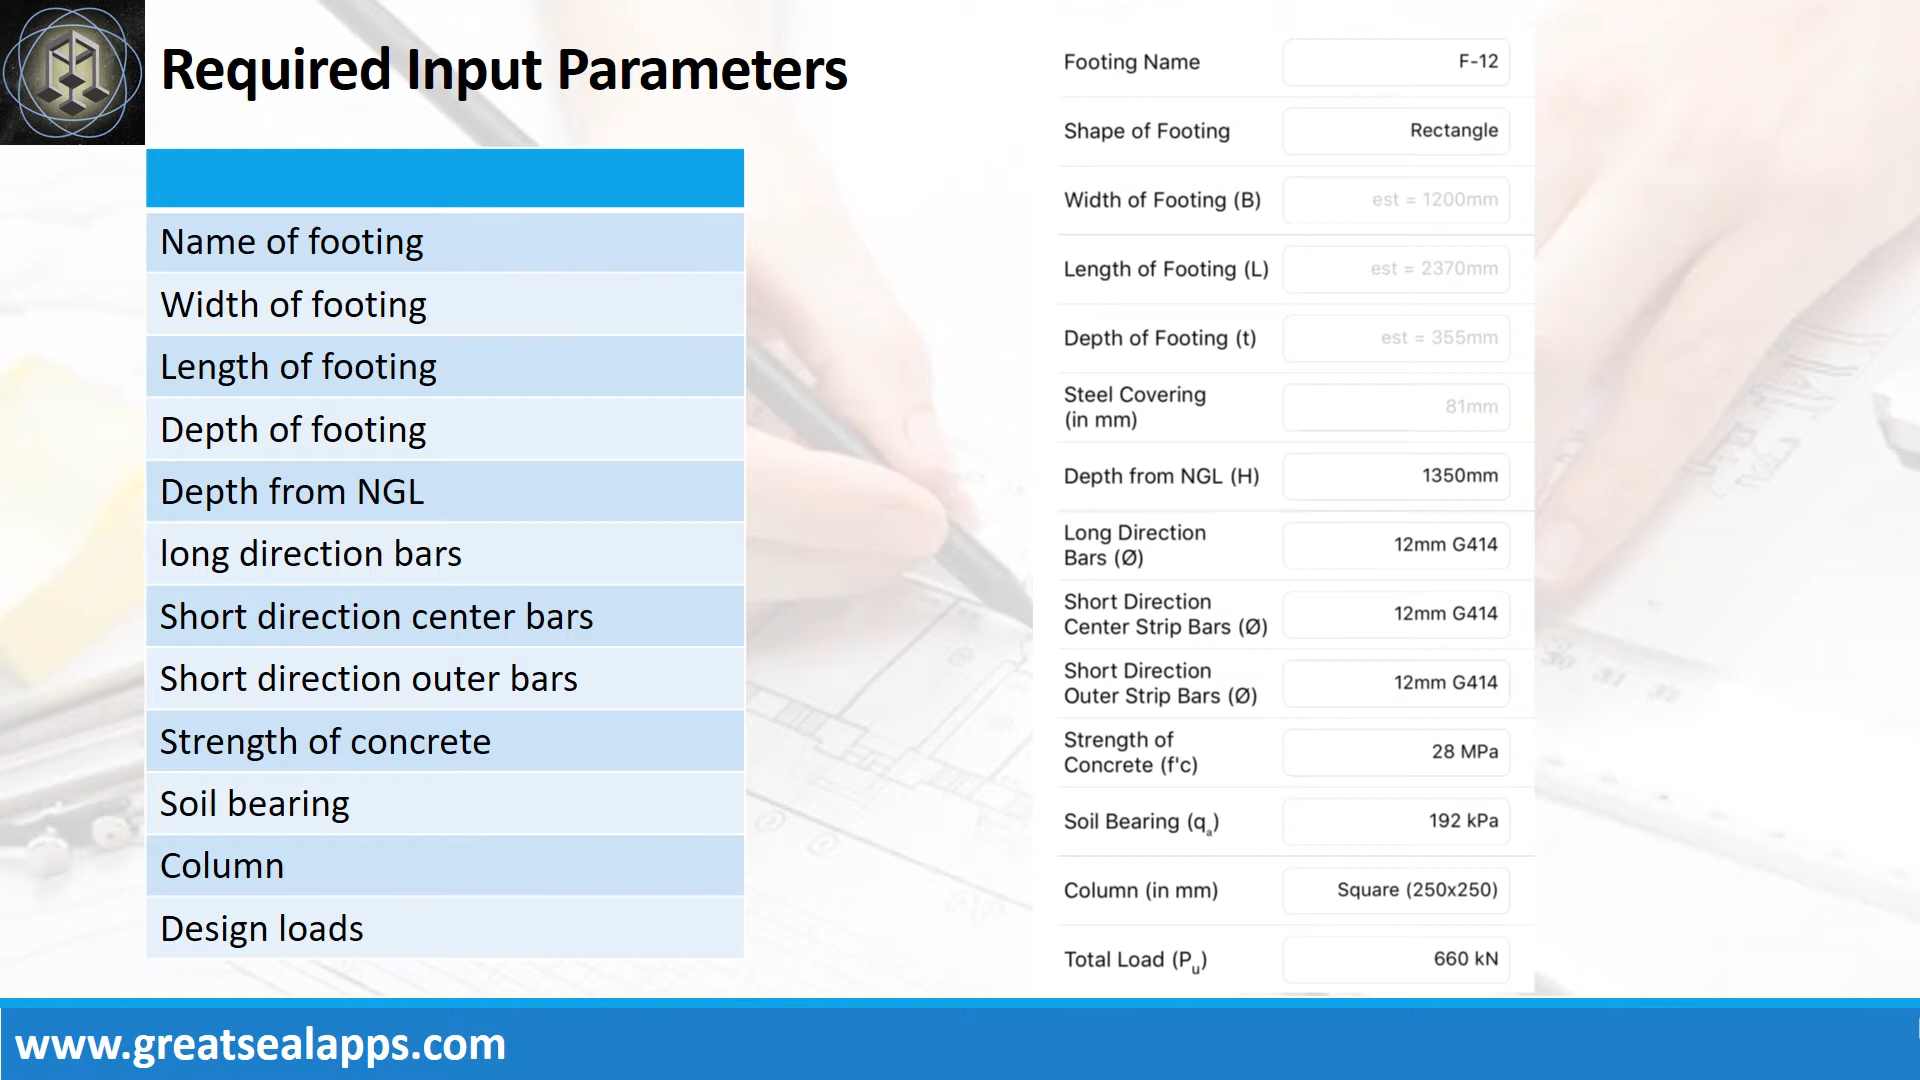 Required Input Parameters
Name of footing
Width of footing
Length of footing
Depth of footing
Depth from NGL
long direction bars
Short direction center bars
Short direction outer bars
Strength of concrete
Soil bearing
Column
Design loads
Footing Name F-12
Shape of Footing Rectangle
Width of Footing (B) est = 1200mm
Length of Footing (L) est = 2370mm
Depth of Footing (t) est = 355mm
Steel Covering
(in mm) 81mm
Depth from NGL (H) 1350mm
Long Direction
Bars (Ø) 12mm G414
Short Direction
Center Strip Bars (Ø) 12mm G414
Short Direction
Outer Strip Bars (Ø) 12mm G414
Strength of
Concrete (f'c) 28 MPa
Soil Bearing (qa) 192 kPa
Column (in mm) Square (250x250)
Total Load (Pu) 660 kN
30 31 32
www.greatsealapps.com